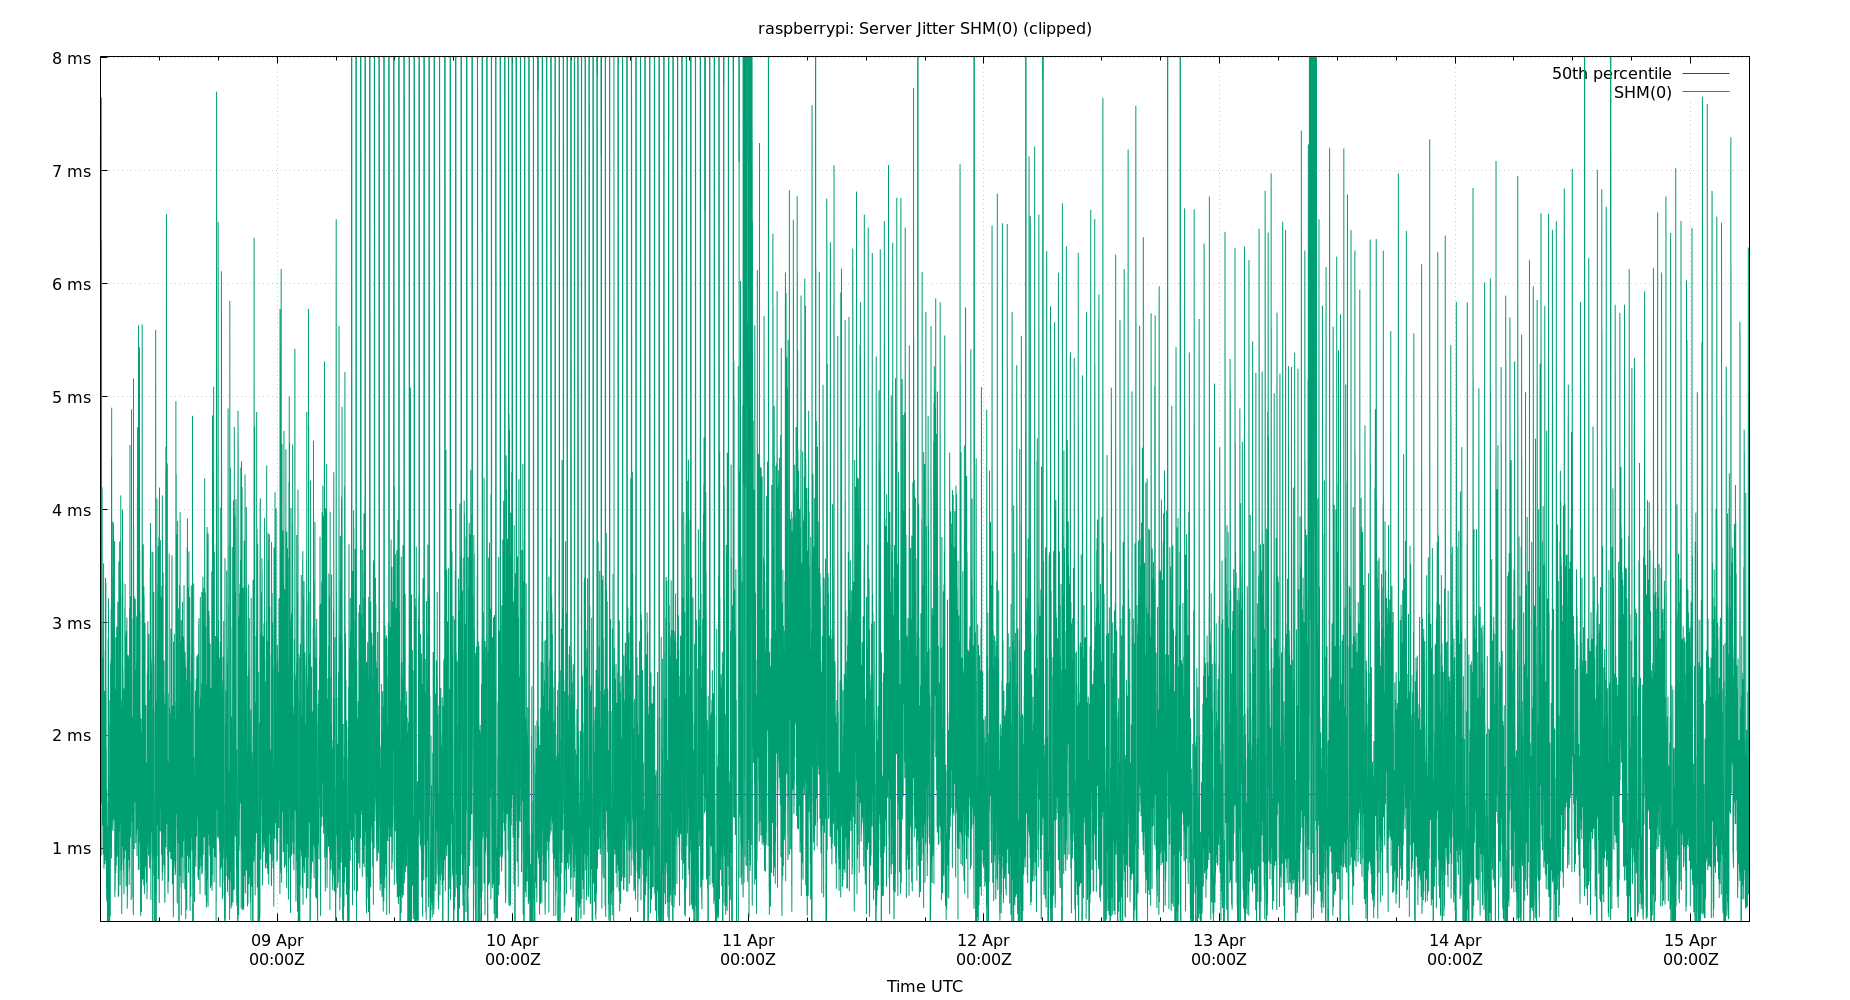 raspberrypi: Server Jitter SHM(0) (clipped)
8 ms
7 ms
6 ms
5 ms
4 ms
3 ms
2 ms
1 ms
50th percentile
SHM(0)
09 Apr
00:00Z
10 Apr
00:00Z
11 Apr
00:00Z
12 Apr
00:00Z
13 Apr
00:00Z
14 Apr
00:00Z
15 Apr
00:00Z
Time UTC